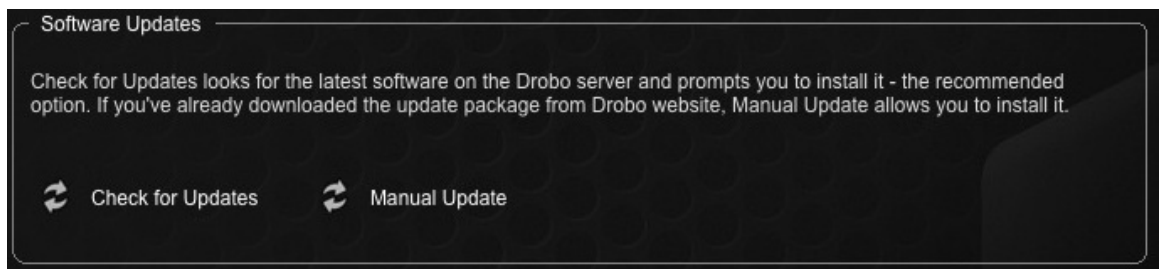 Software Updates
Check for Updates looks for the latest software on the Drobo server and prompts you to install it - the recommended
option. If you've already downloaded the update package from Drobo website, Manual Update allows you to install it.
Check for Updates Manual Update